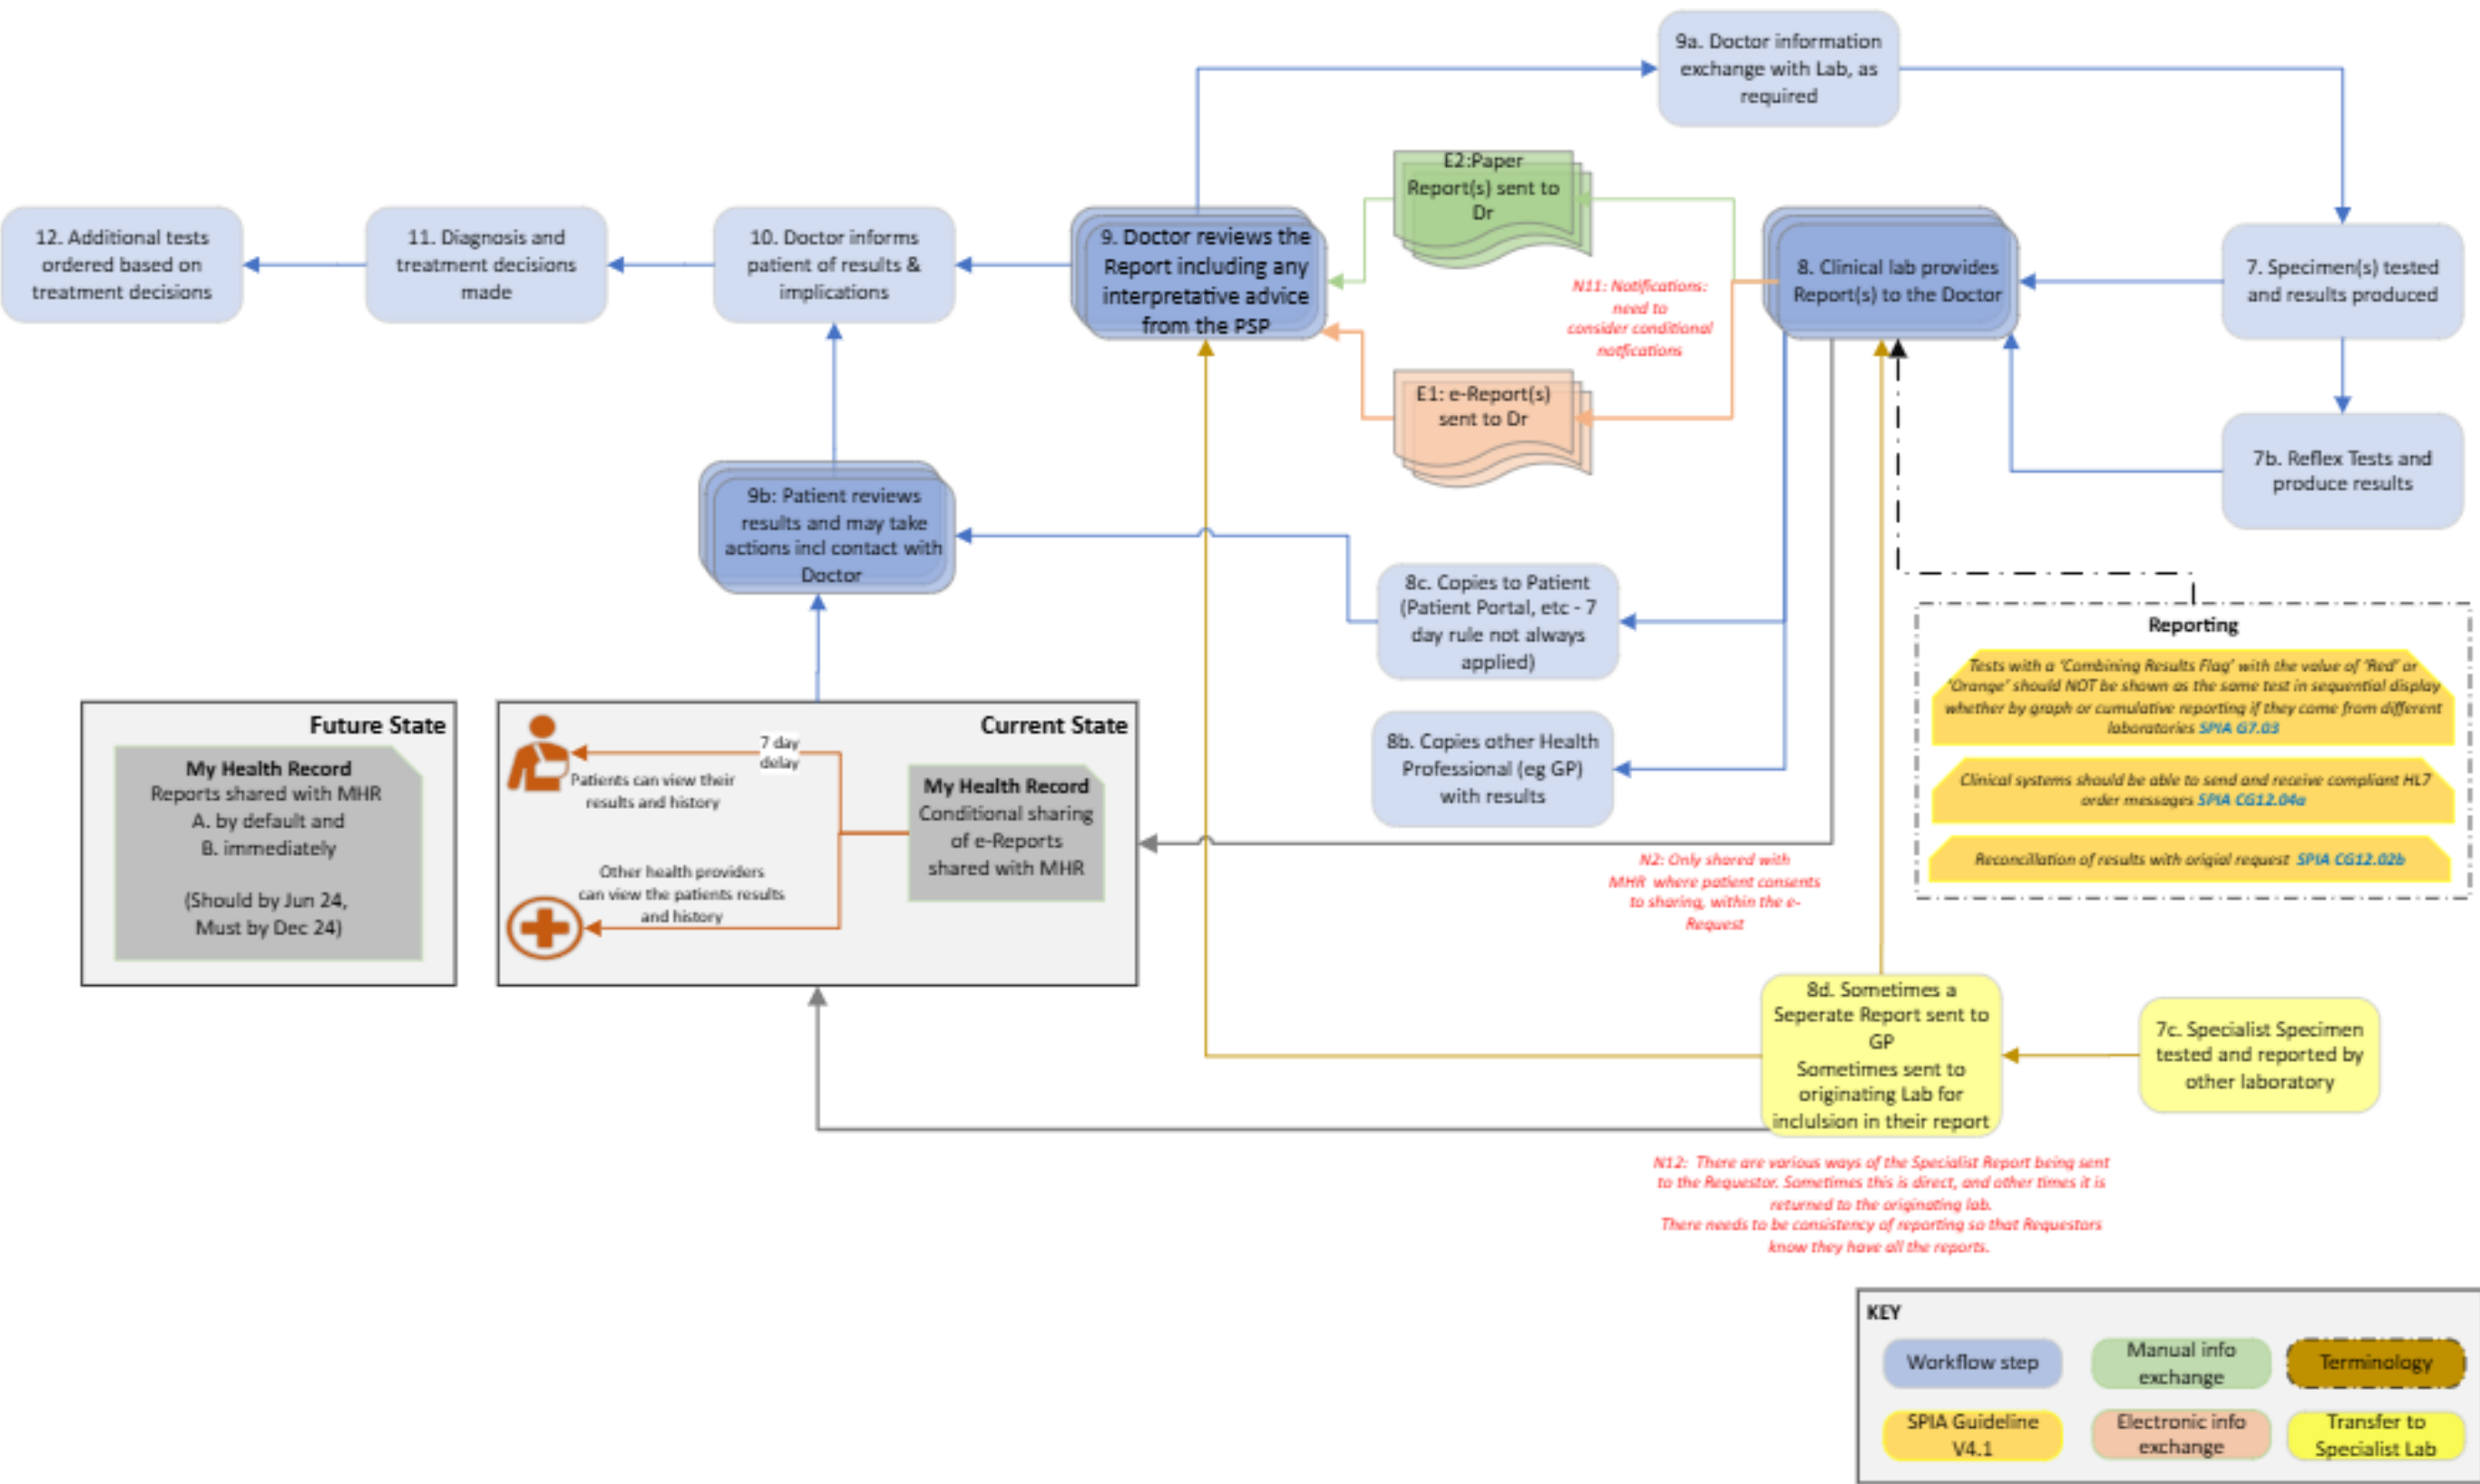 9a. Doctor information
exchange with Lab, as
required
E2:Paper
Report(s) sent to
Dr
12. Additional tests
ordered based on
treatment decisions
11. Diagnosis and
treatment decisions
made
10. Doctor informs
patient of results &
implications
9. Doctor reviews the
Report including any
interpretative advice
from the PSP
N11: Notifications:
need to
consider conditional
notfications
8. Clinical lab provides
Report(s) to the Doctor
7. Specimen(s) tested
and results produced
E1: e-Report(s)
sent to Dr
7b. Reflex Tests and
produce results
9b: Patient reviews
results and may take
actions incl contact with
Doctor
8c. Copies to Patient
(Patient Portal, etc - 7
day rule not always
applied)
8b. Copies other Health
Professional (eg GP)
with results
Reporting
Tests with a 'Combining Results Flag' with the value of 'Red' or
'Orange' should NOT be shown as the same test in sequential display
whether by graph or cumulative reporting if they come from different
laboratories SPIA G7.03
Clinical systems should be able to send and receive compliant HL7
order messages SPIA CG12.04a
Reconcillation of results with origial request SPIA CG12.02b
Future State
My Health Record
Reports shared with MHR
A. by default and
B. immediately
(Should by Jun 24,
Must by Dec 24)
Current State
7 day
delay
Patients can view their
results and history
My Health Record
Conditional sharing
of e-Reports
shared with MHR
Other health providers
can view the patients results
and history
N2: Only shared with
MHR where patient consents
to sharing, within the e-
Request
8d. Sometimes a
Seperate Report sent to
GP
Sometimes sent to
originating Lab for
inclulsion in their report
7c. Specialist Specimen
tested and reported by
other laboratory
N12: There are various ways of the Specialist Report being sent
to the Requestor. Sometimes this is direct, and other times it is
returned to the originating lab.
There needs to be consistency of reporting so that Requestors
know they have all the reports.
KEY
Workflow step
Manual info
exchange
Terminology
SPIA Guideline
V4.1
Electronic info
exchange
Transfer to
Specialist Lab